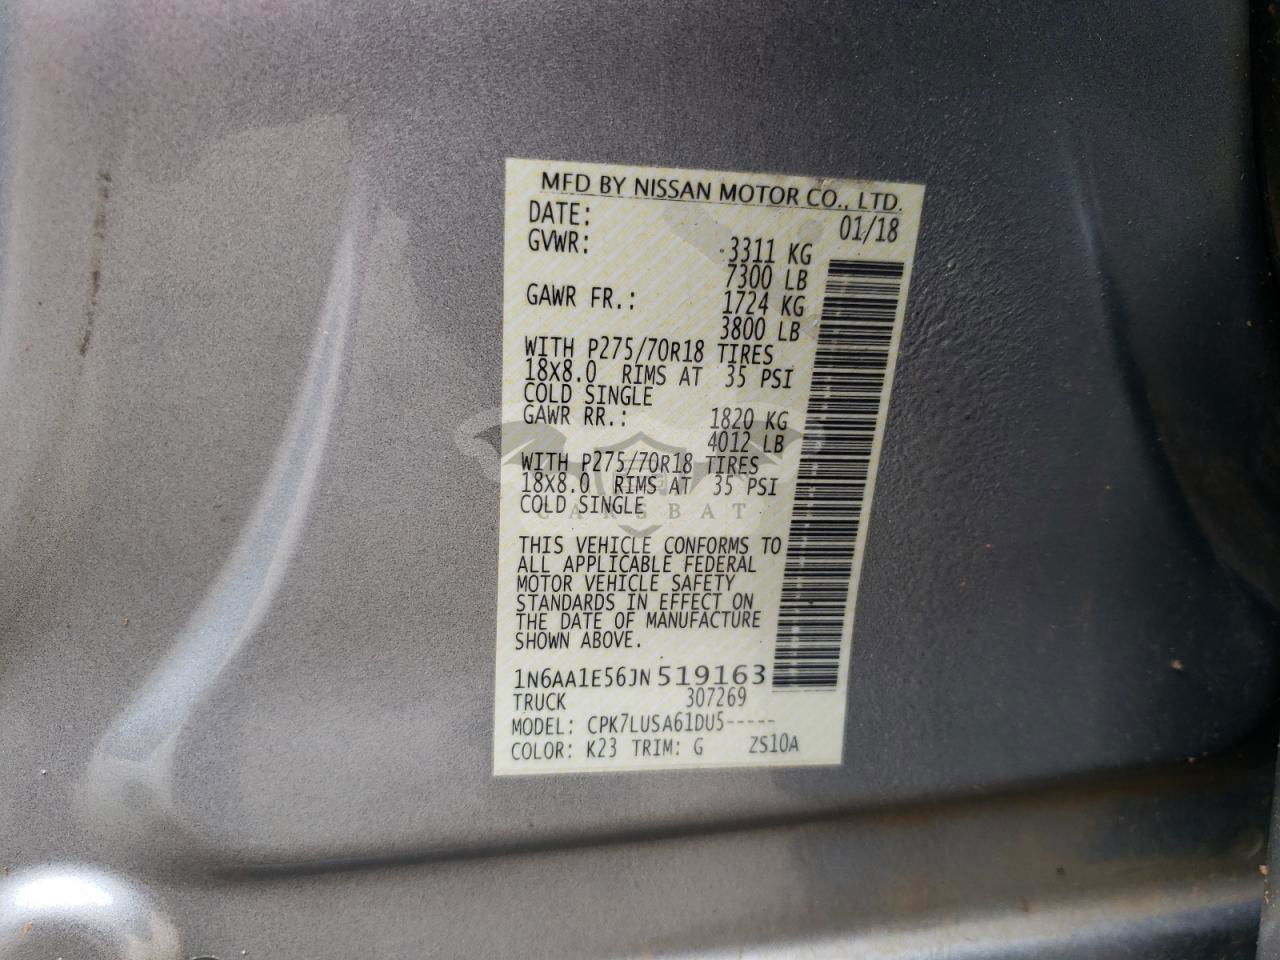 MFD BY NISSAN MOTOR CO., LTD.
DATE: 01/18
GVWR: 3311 KG
7300 LB
GAWR FR.: 1724 KG
3800 LB
WITH P275/70R18 TIRES
18X8.0 RIMS AT 35 PSI
COLD SINGLE
GAWR RR.: 1820 KG
4012 LB
WITH P275/70R18 TIRES
18X8.0 RIMS AT 35 PSI
COLD SINGLE
CARSBAT
THIS VEHICLE CONFORMS TO
ALL APPLICABLE FEDERAL
MOTOR VEHICLE SAFETY
STANDARDS IN EFFECT ON
THE DATE OF MANUFACTURE
SHOWN ABOVE.
1N6AA1E56JN519163
TRUCK 307269
MODEL: CPK7LUSA61DU5-----
COLOR: K23 TRIM: G ZS10A